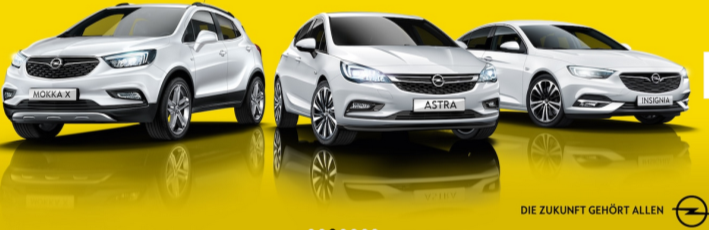 MOKKA X
ASTRA
INSIGNIA
DIE ZUKUNFT GEHÖRT ALLEN